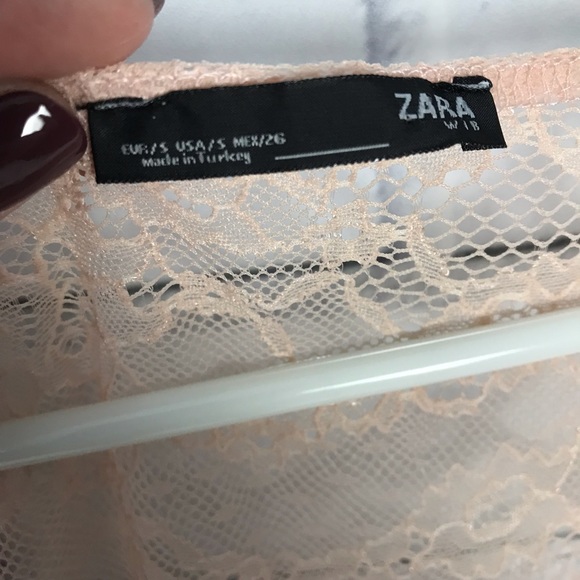 ZARA
W/B
EUR/S USA/S MEX/26
Made in Turkey